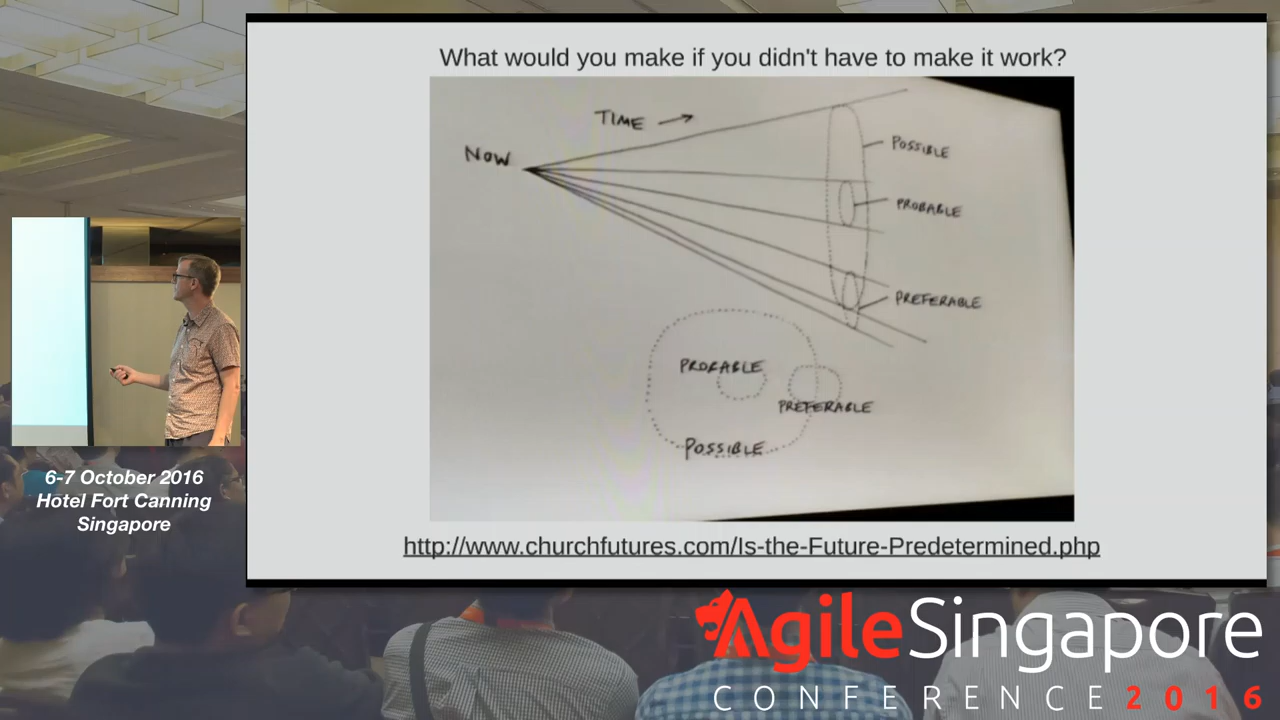 What would you make if you didn't have to make it work?
TIME →
NOW
POSSIBLE
PROBABLE
PREFERABLE
PROBABLE
PREFERABLE
POSSIBLE
http://www.churchfutures.com/Is-the-Future-Predetermined.php
6-7 October 2016
Hotel Fort Canning
Singapore
AgileSingapore
CONFERENCE 2016